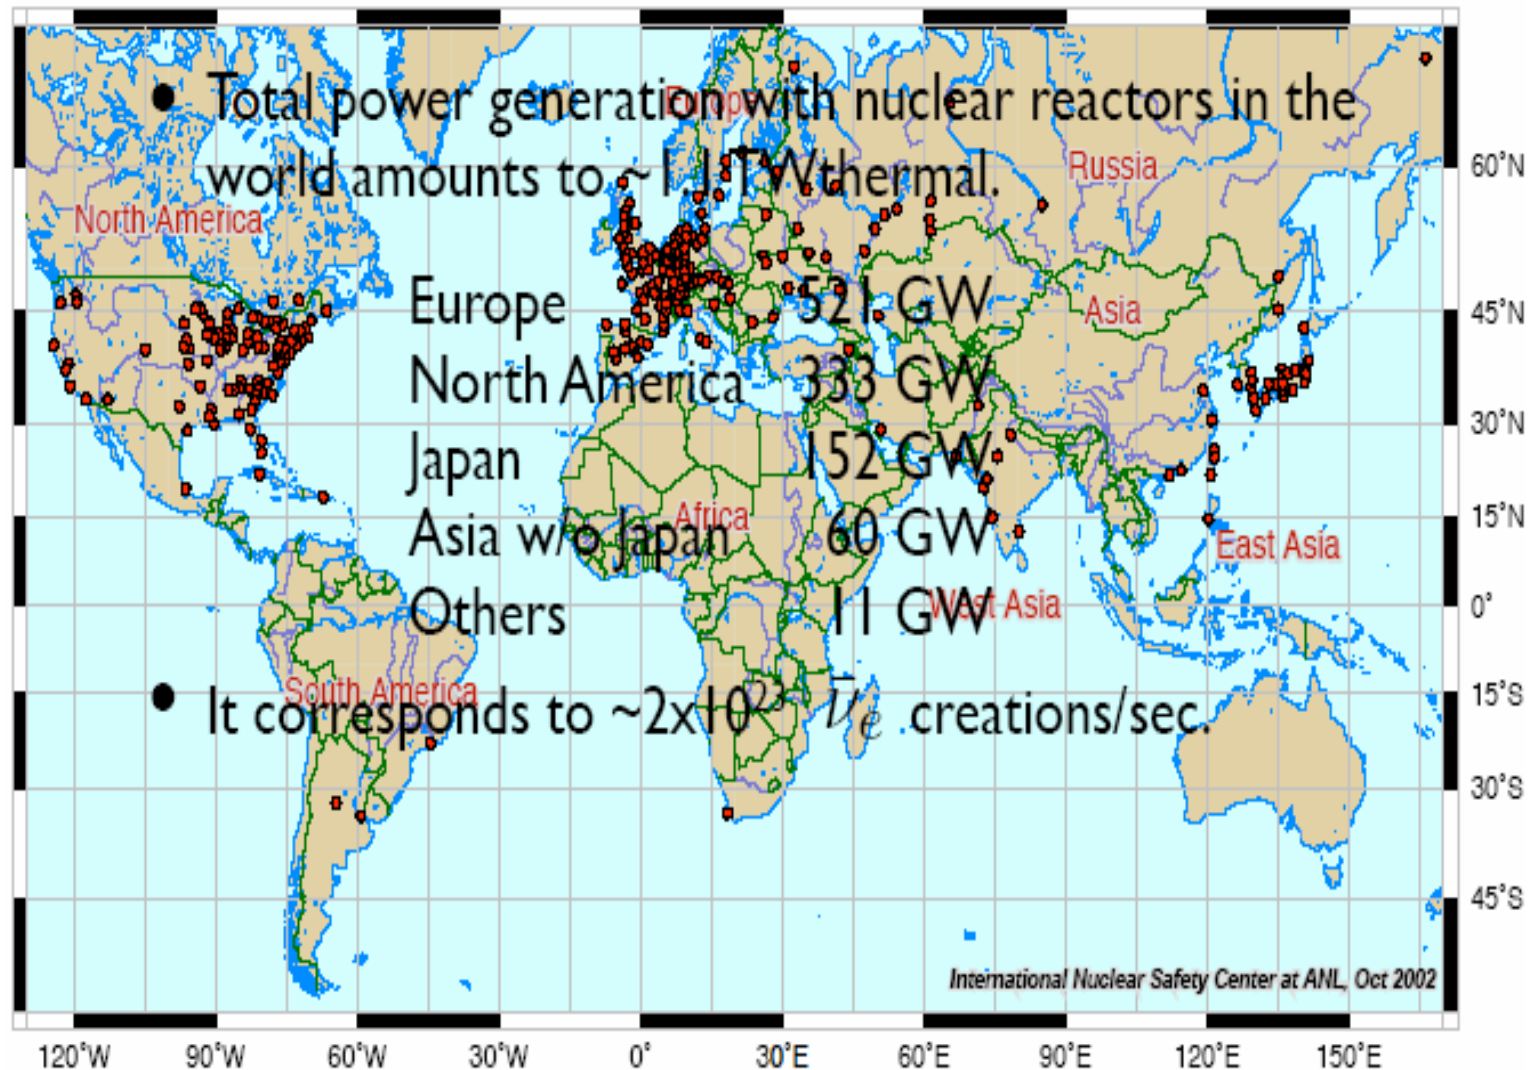 • Total power generation with nuclear reactors in the
world amounts to ~1.1 TWthermal.
Europe 521 GW
North America 333 GW
Japan 152 GW
Asia w/o Japan 60 GW
Others 11 GW
• It corresponds to ~2x10²³ ν̄ₑ creations/sec.
Europe
Russia
North America
Asia
Africa
East Asia
West Asia
South America
International Nuclear Safety Center at ANL, Oct 2002
60°N
45°N
30°N
15°N
0°
15°S
30°S
45°S
120°W 90°W 60°W 30°W 0° 30°E 60°E 90°E 120°E 150°E